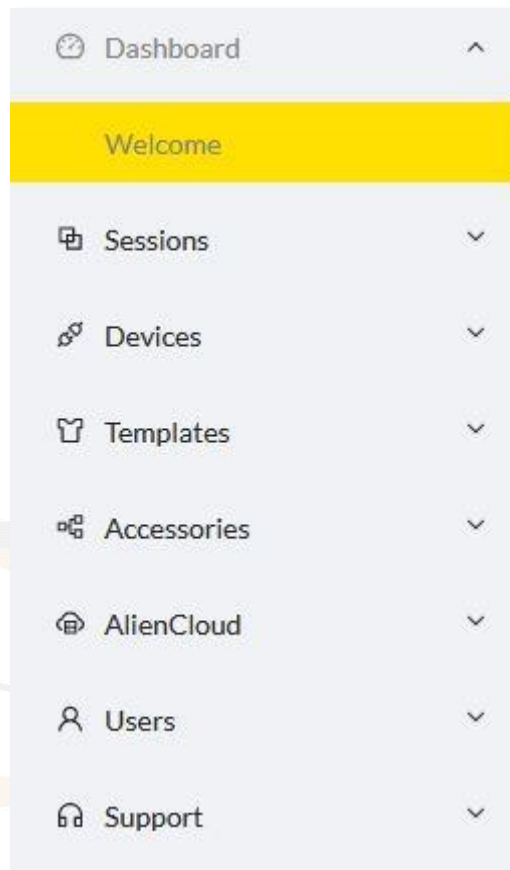 Dashboard
Welcome
Sessions
Devices
Templates
Accessories
AlienCloud
Users
Support